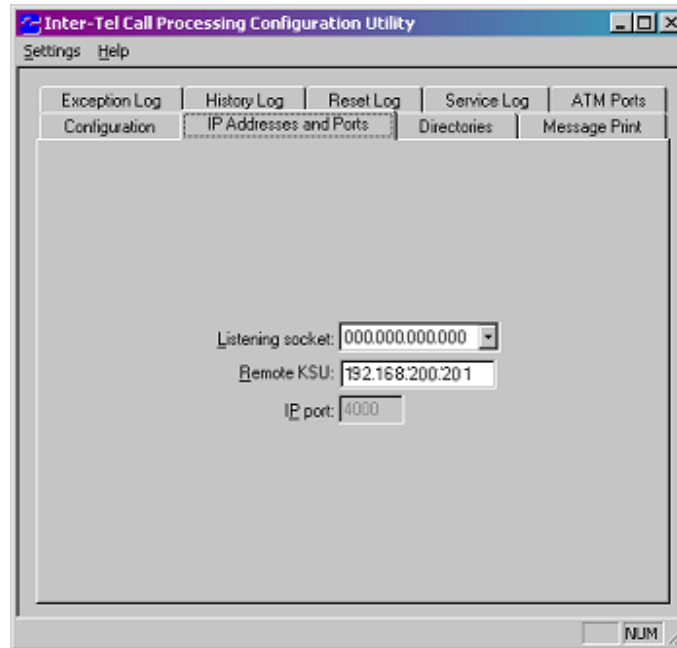 Inter-Tel Call Processing Configuration Utility
Settings Help
Exception Log History Log Reset Log Service Log ATM Ports
Configuration IP Addresses and Ports Directories Message Print
Listening socket: 000.000.000.000
Remote KSU: 192.168.200.201
IP port: 4000
NUM